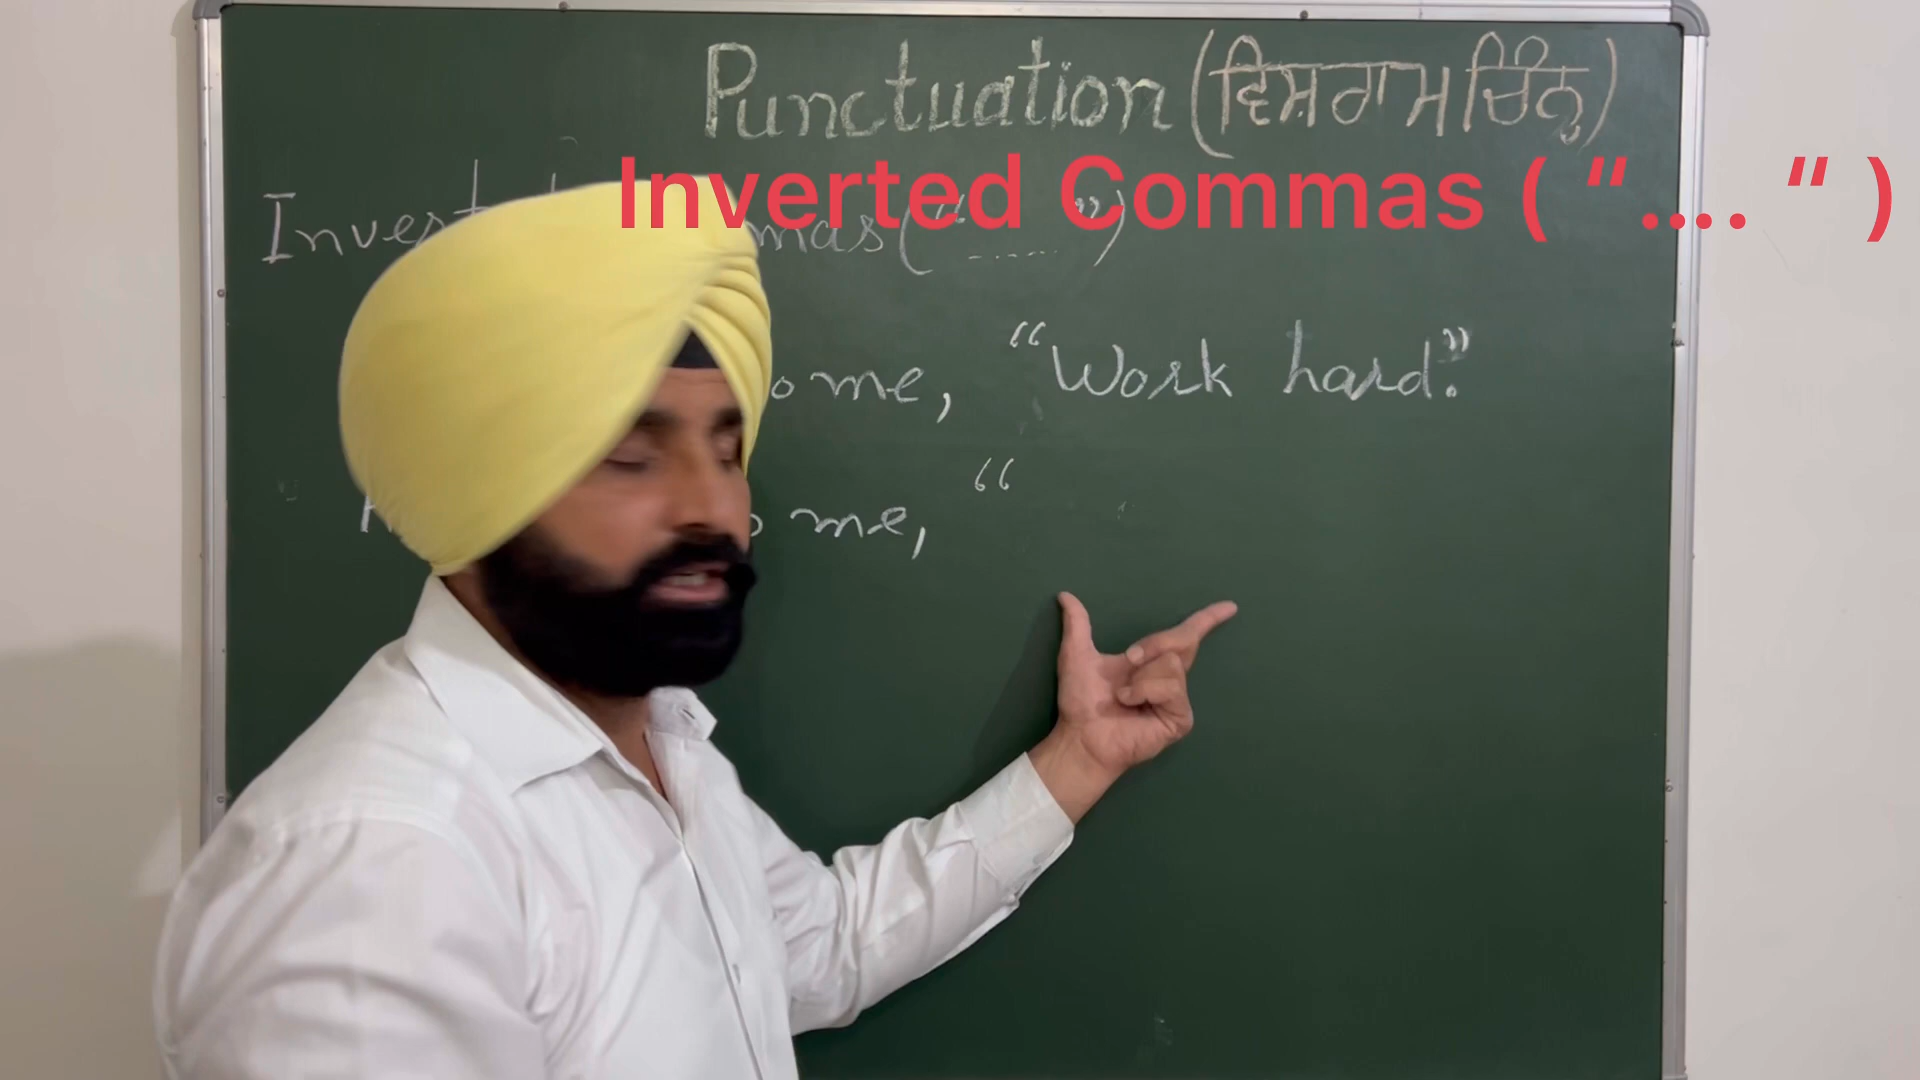 Punctuation (ਵਿਸ਼ਰਾਮ ਚਿੰਨ੍ਹ)
Inverted Commas ( “.... “ )
(“ ..... ”)
me, “Work hard.”
me, “